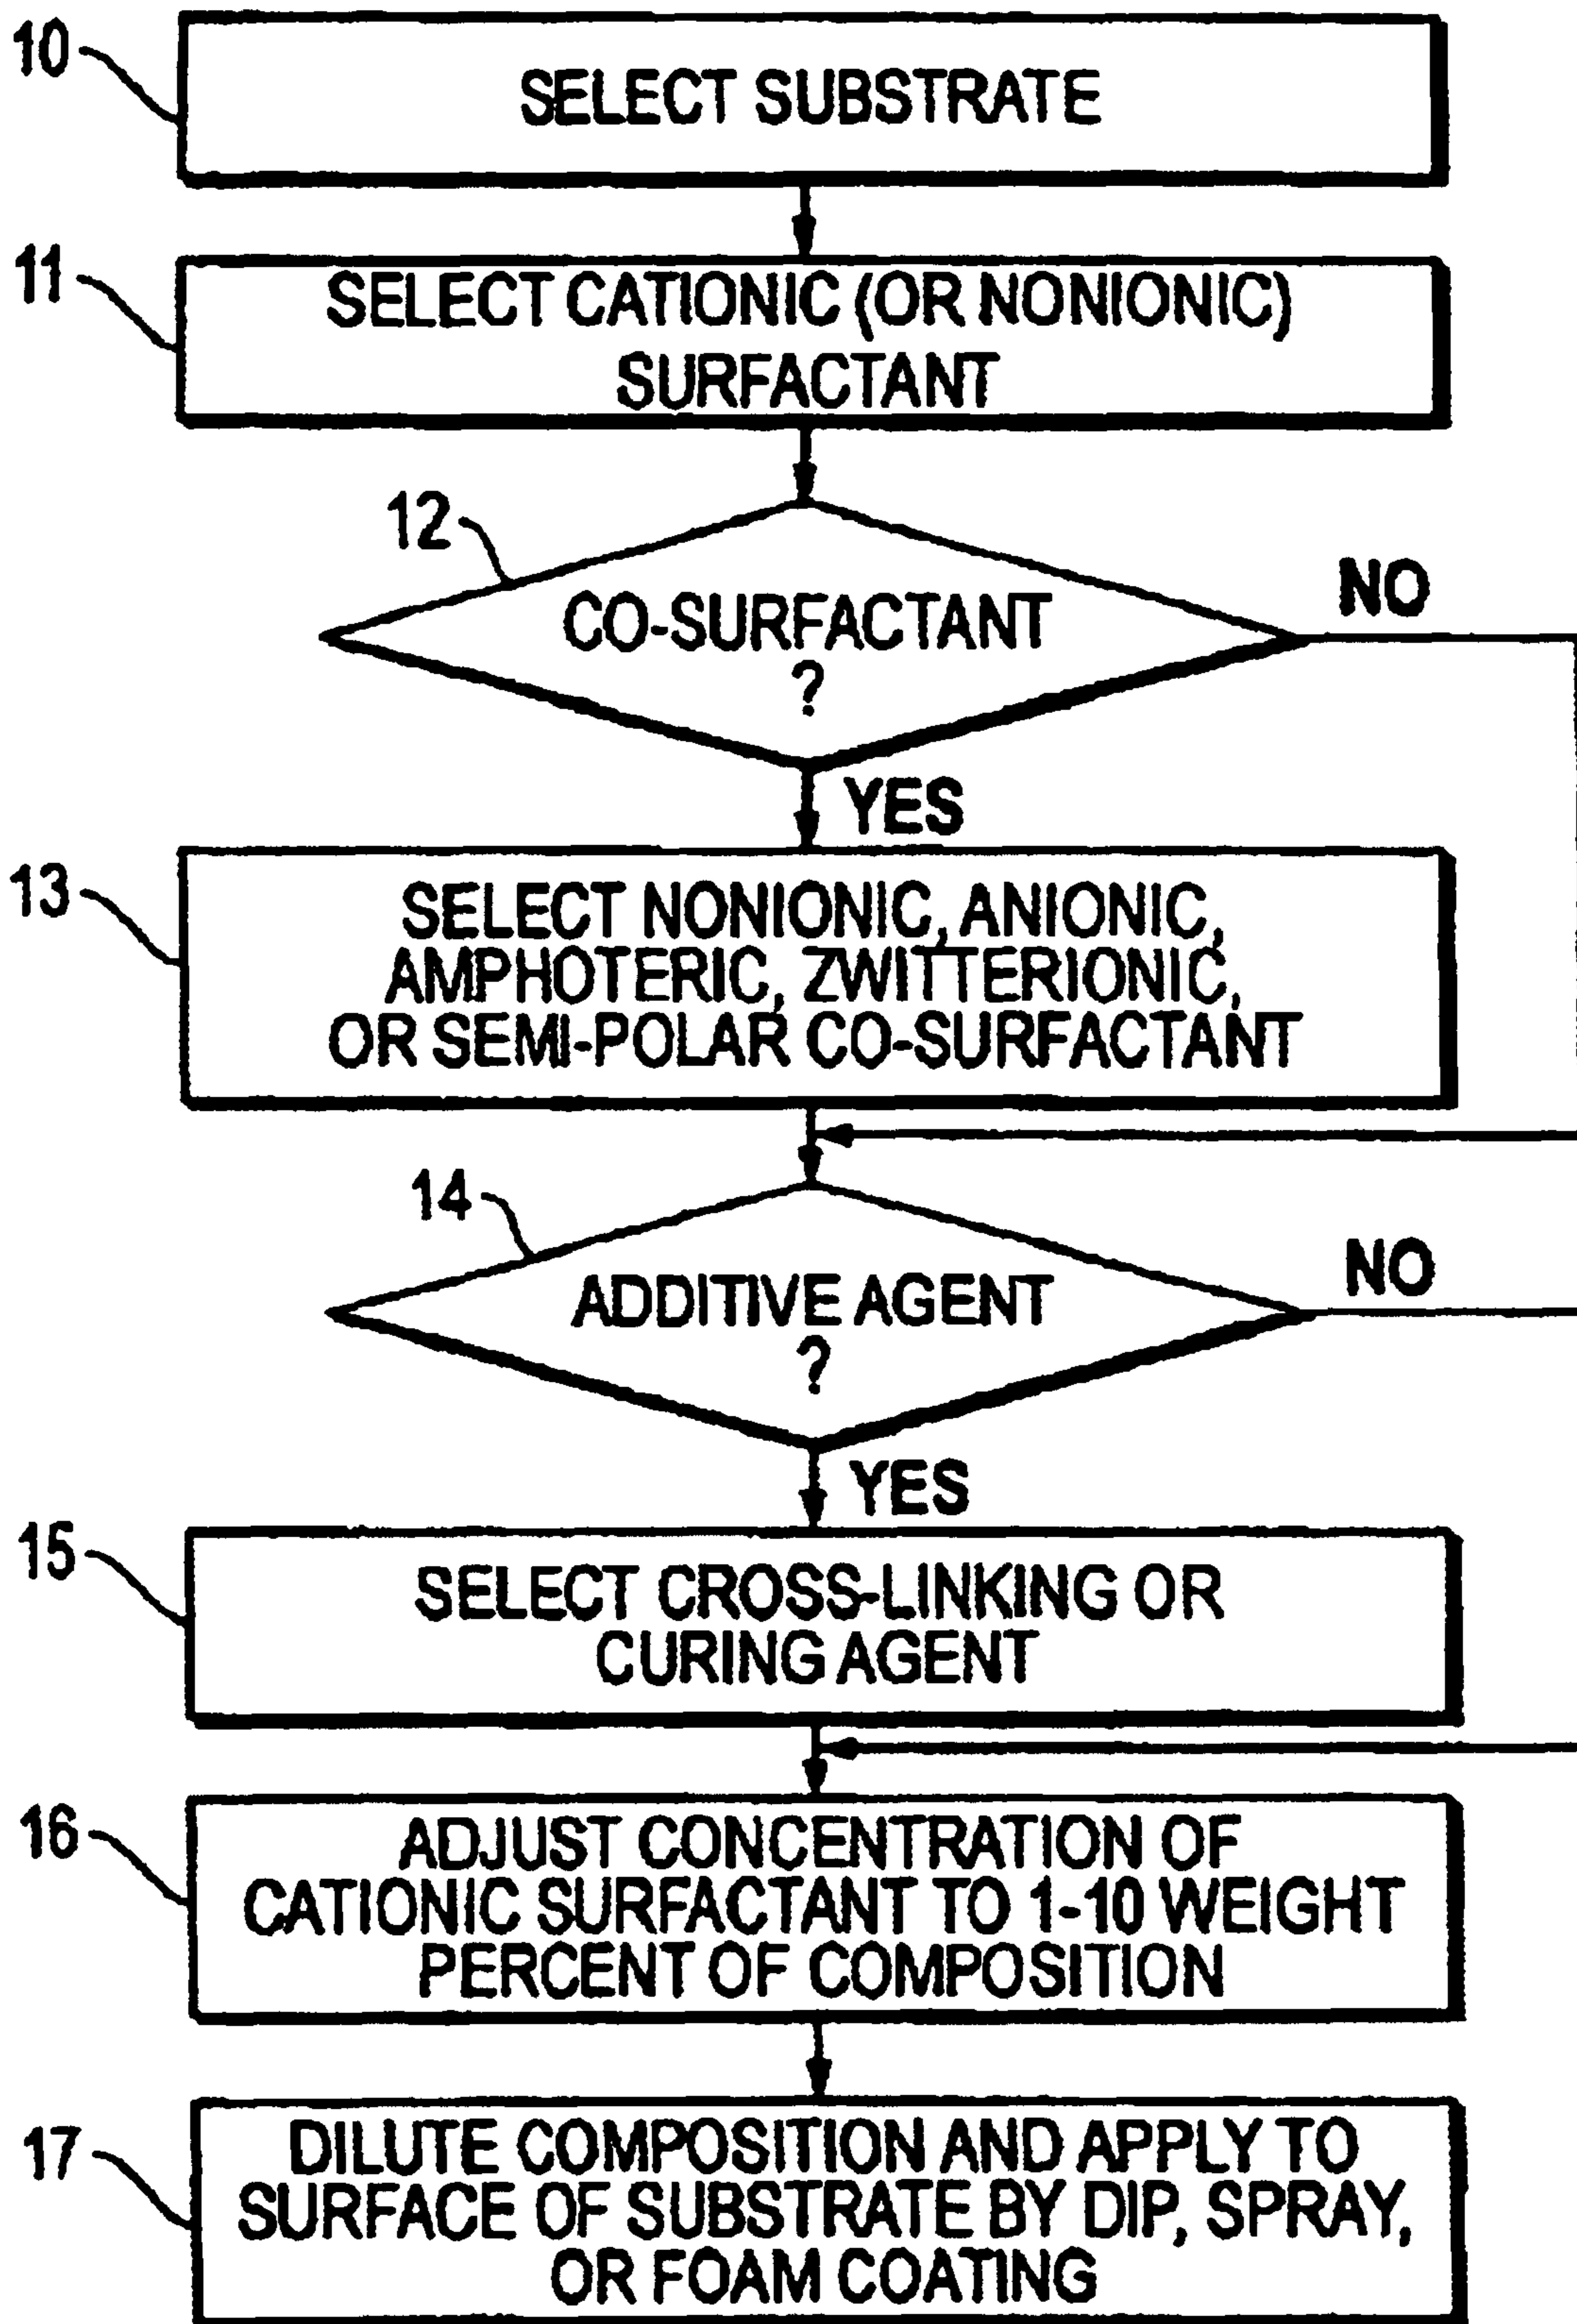 10
SELECT SUBSTRATE
11
SELECT CATIONIC (OR NONIONIC)
SURFACTANT
12
CO-SURFACTANT
?
NO
YES
13
SELECT NONIONIC, ANIONIC,
AMPHOTERIC, ZWITTERIONIC,
OR SEMI-POLAR CO-SURFACTANT
14
ADDITIVE AGENT
?
NO
YES
15
SELECT CROSS-LINKING OR
CURING AGENT
16
ADJUST CONCENTRATION OF
CATIONIC SURFACTANT TO 1-10 WEIGHT
PERCENT OF COMPOSITION
17
DILUTE COMPOSITION AND APPLY TO
SURFACE OF SUBSTRATE BY DIP, SPRAY,
OR FOAM COATING